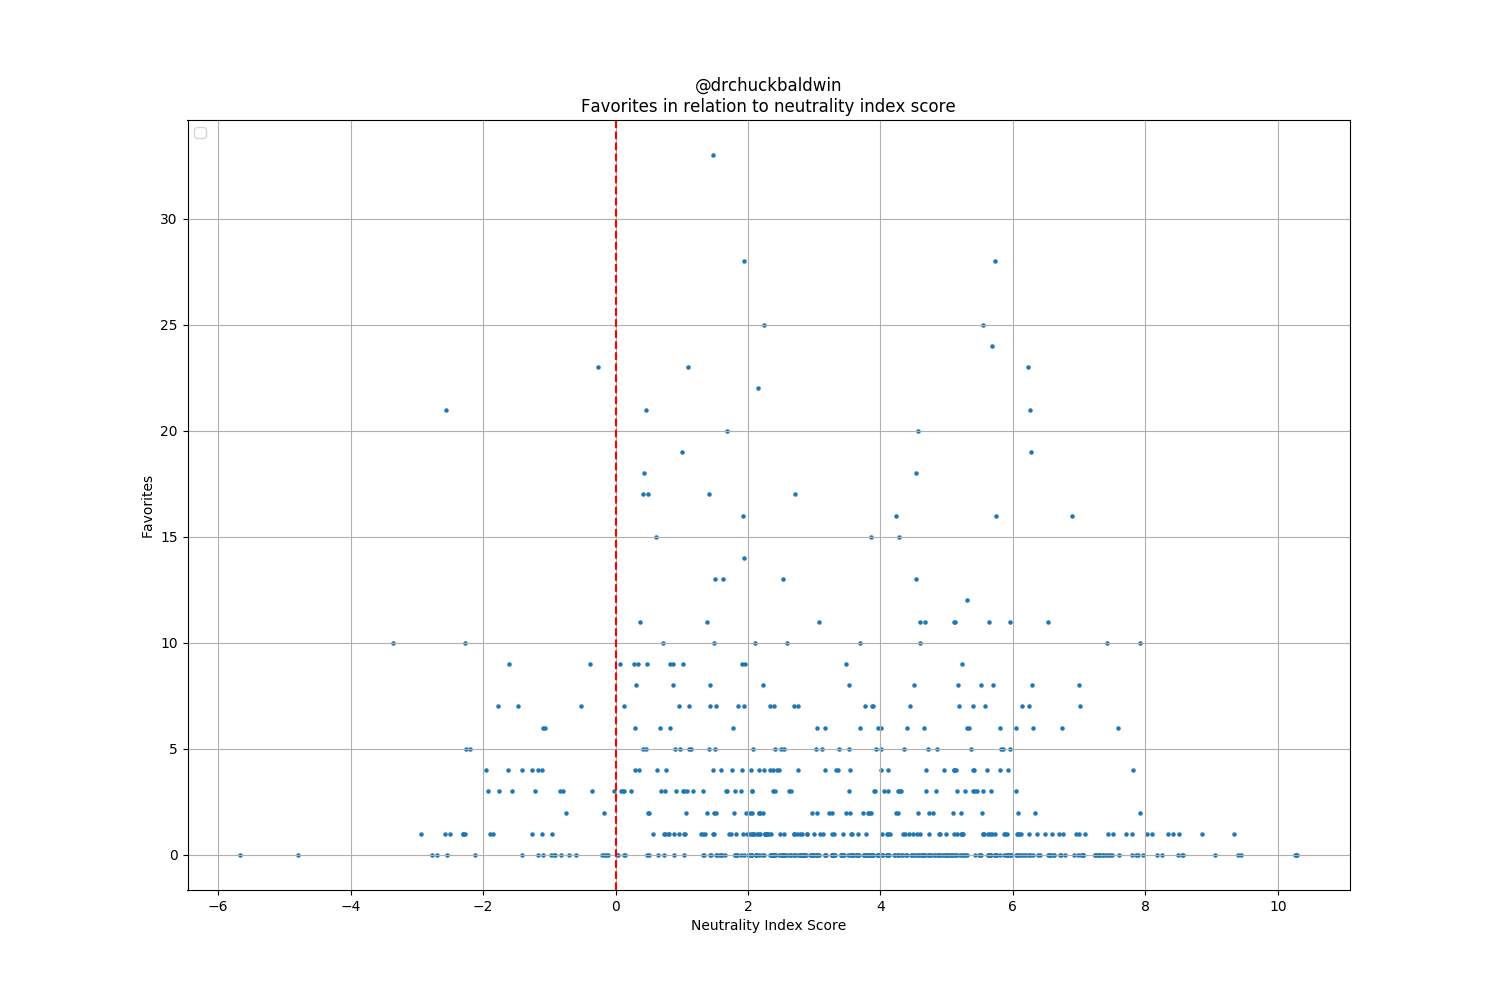 @drchuckbaldwin
Favorites in relation to neutrality index score
30
25
20
15
10
5
0
Favorites
−6 −4 −2 0 2 4 6 8 10
Neutrality Index Score